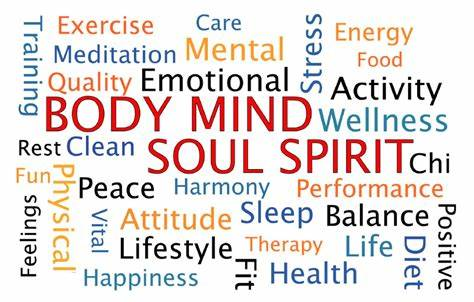 Training
Exercise
Care
Stress
Energy
Meditation
Mental
Food
Quality
Emotional
Activity
BODY MIND
Wellness
Rest
Clean
SOUL SPIRIT
Chi
Fun
Physical
Peace
Harmony
Performance
Feelings
Vital
Attitude
Sleep
Balance
Positive
Lifestyle
Therapy
Life
Diet
Happiness
Fit
Health